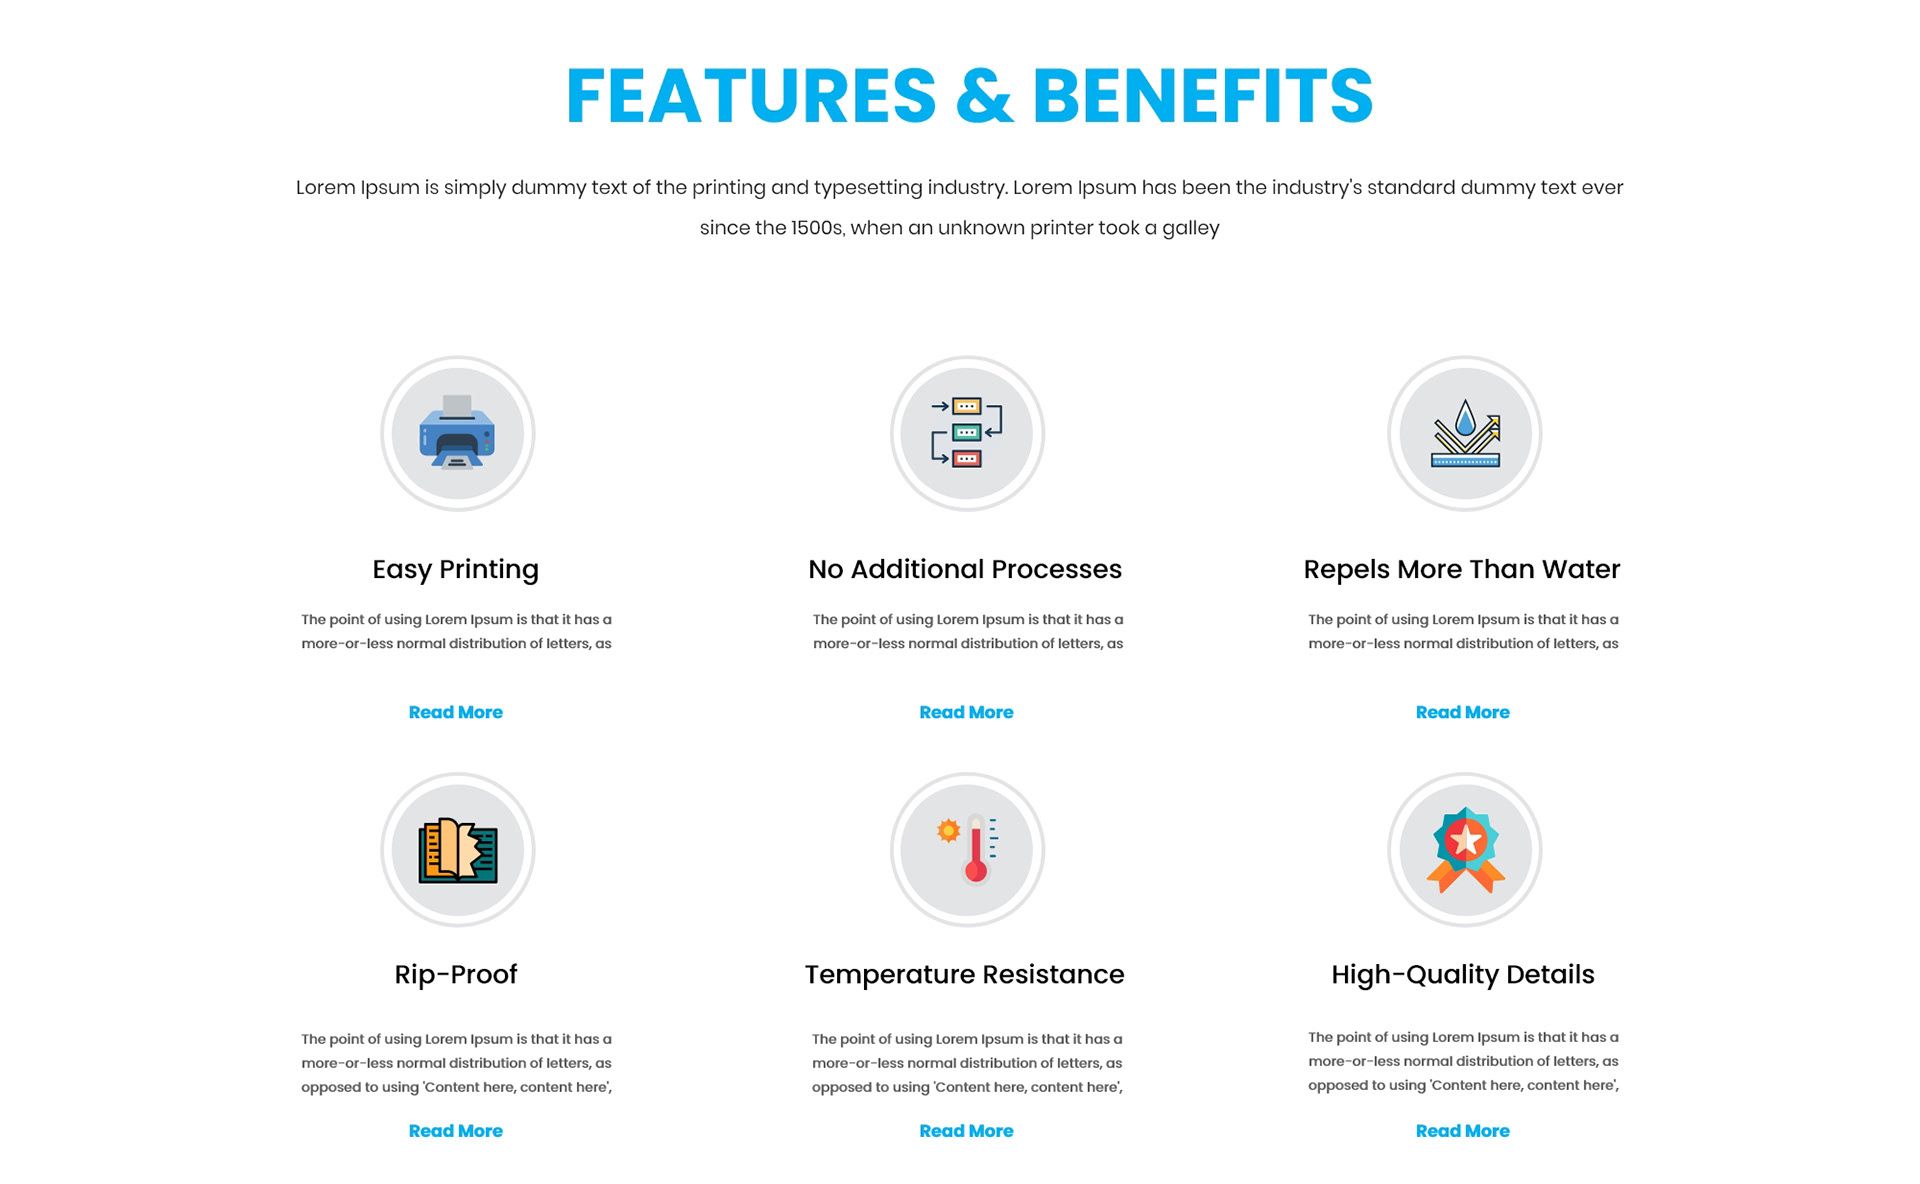 FEATURES & BENEFITS
Lorem Ipsum is simply dummy text of the printing and typesetting industry. Lorem Ipsum has been the industry's standard dummy text ever
since the 1500s, when an unknown printer took a galley
Easy Printing
The point of using Lorem Ipsum is that it has a
more-or-less normal distribution of letters, as
Read More
No Additional Processes
The point of using Lorem Ipsum is that it has a
more-or-less normal distribution of letters, as
Read More
Repels More Than Water
The point of using Lorem Ipsum is that it has a
more-or-less normal distribution of letters, as
Read More
Rip-Proof
The point of using Lorem Ipsum is that it has a
more-or-less normal distribution of letters, as
opposed to using 'Content here, content here',
Read More
Temperature Resistance
The point of using Lorem Ipsum is that it has a
more-or-less normal distribution of letters, as
opposed to using 'Content here, content here',
Read More
High-Quality Details
The point of using Lorem Ipsum is that it has a
more-or-less normal distribution of letters, as
opposed to using 'Content here, content here',
Read More